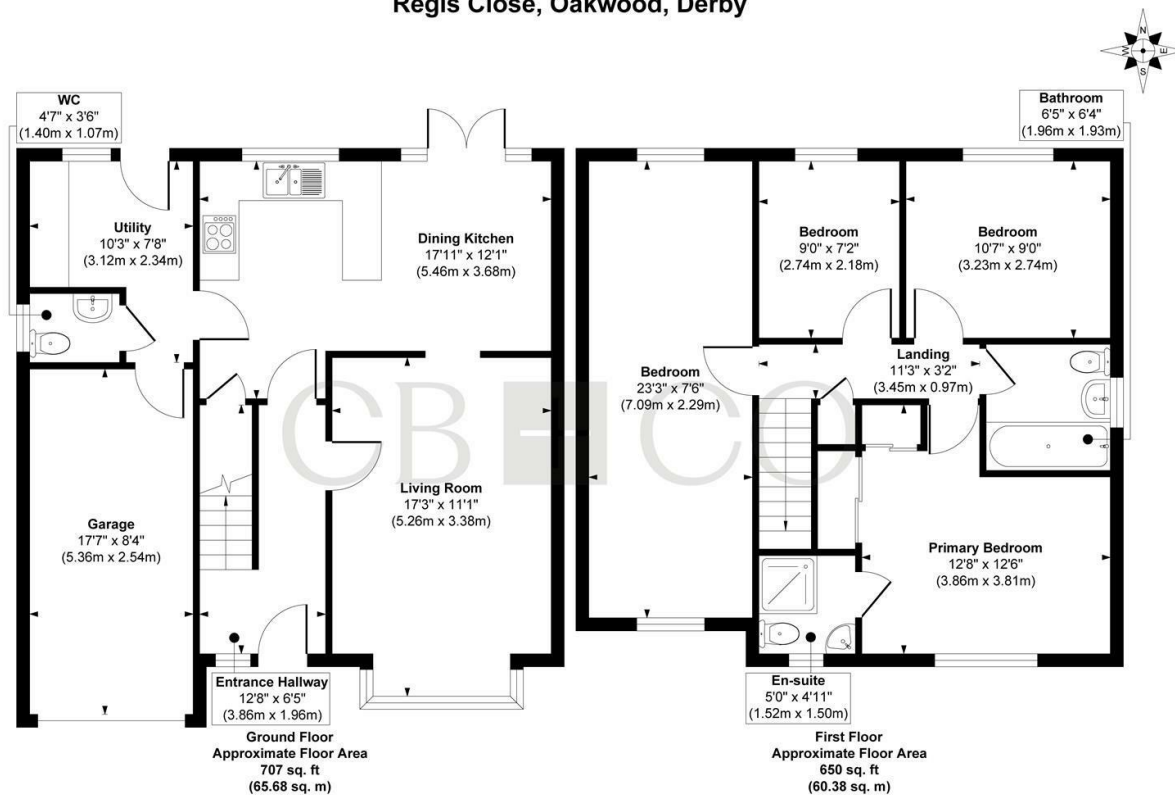 Regis Close, Oakwood, Derby
N
W
E
S
WC
4'7" x 3'6"
(1.40m x 1.07m)
Utility
10'3" x 7'8"
(3.12m x 2.34m)
Dining Kitchen
17'11" x 12'1"
(5.46m x 3.68m)
Living Room
17'3" x 11'1"
(5.26m x 3.38m)
Garage
17'7" x 8'4"
(5.36m x 2.54m)
Entrance Hallway
12'8" x 6'5"
(3.86m x 1.96m)
Ground Floor
Approximate Floor Area
707 sq. ft
(65.68 sq. m)
Bathroom
6'5" x 6'4"
(1.96m x 1.93m)
Bedroom
9'0" x 7'2"
(2.74m x 2.18m)
Bedroom
10'7" x 9'0"
(3.23m x 2.74m)
Bedroom
23'3" x 7'6"
(7.09m x 2.29m)
Landing
11'3" x 3'2"
(3.45m x 0.97m)
Primary Bedroom
12'8" x 12'6"
(3.86m x 3.81m)
En-suite
5'0" x 4'11"
(1.52m x 1.50m)
First Floor
Approximate Floor Area
650 sq. ft
(60.38 sq. m)
CB + CO